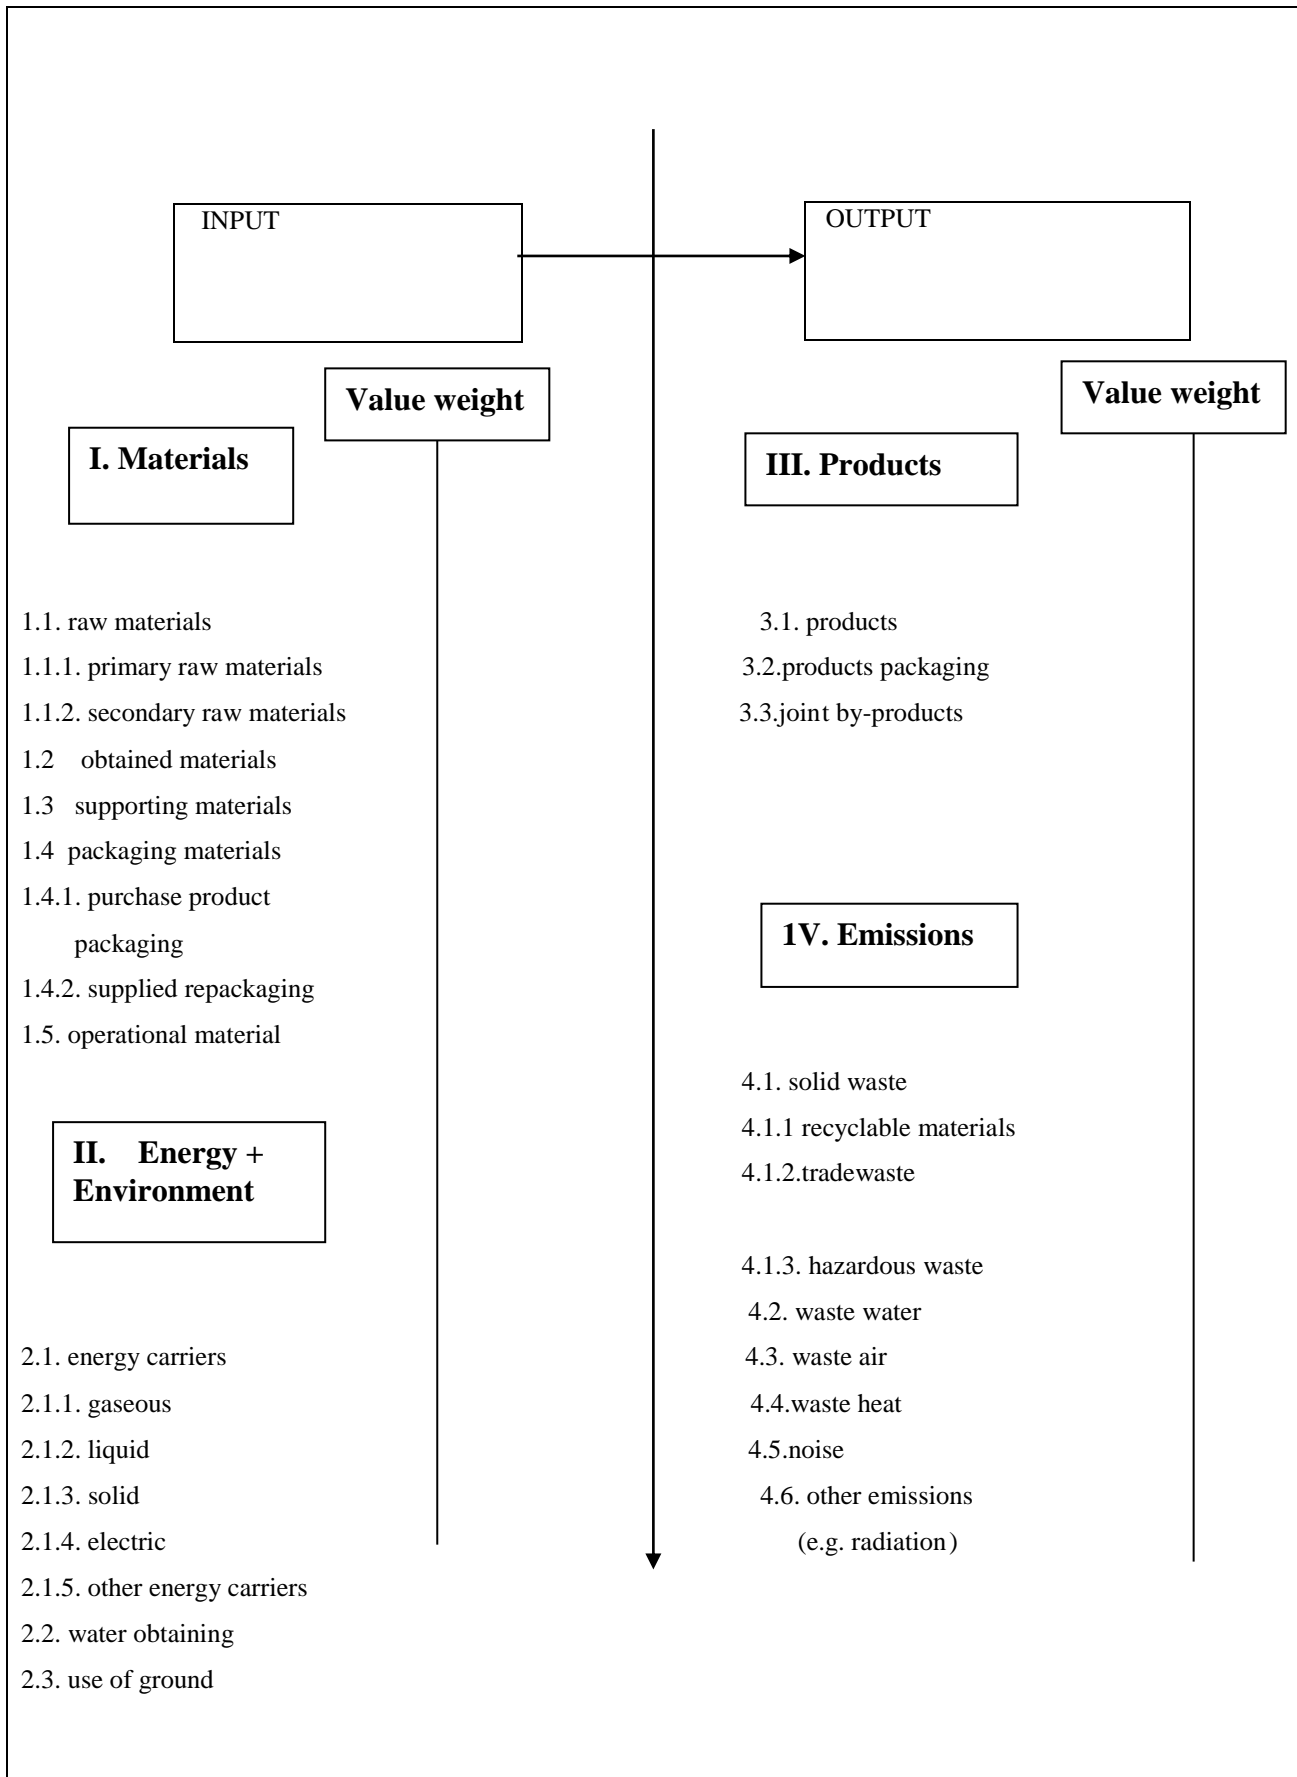 INPUT
OUTPUT
Value weight
Value weight
I. Materials
III. Products
1.1. raw materials
1.1.1. primary raw materials
1.1.2. secondary raw materials
1.2 obtained materials
1.3 supporting materials
1.4 packaging materials
1.4.1. purchase product
packaging
1.4.2. supplied repackaging
1.5. operational material
II. Energy +
Environment
2.1. energy carriers
2.1.1. gaseous
2.1.2. liquid
2.1.3. solid
2.1.4. electric
2.1.5. other energy carriers
2.2. water obtaining
2.3. use of ground
3.1. products
3.2.products packaging
3.3.joint by-products
1V. Emissions
4.1. solid waste
4.1.1 recyclable materials
4.1.2.tradewaste
4.1.3. hazardous waste
4.2. waste water
4.3. waste air
4.4.waste heat
4.5.noise
4.6. other emissions
(e.g. radiation)